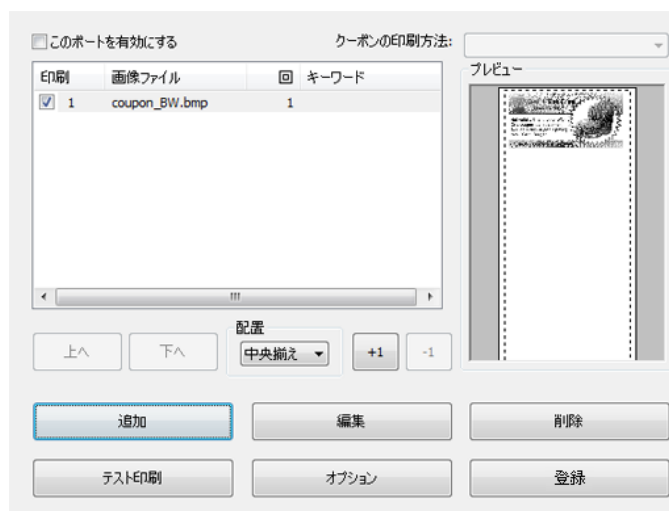 このポートを有効にする
クーポンの印刷方法:
印刷 画像ファイル 回 キーワード
1 coupon_BW.bmp 1
プレビュー
配置
上へ 下へ 中央揃え +1 -1
追加 編集 削除
テスト印刷 オプション 登録